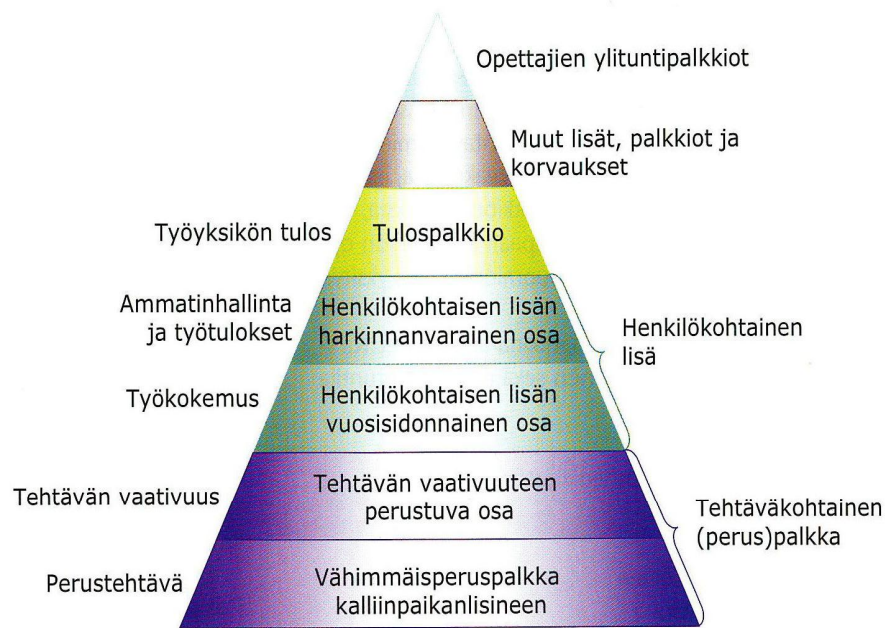 Opettajien ylituntipalkkiot
Muut lisät, palkkiot ja
korvaukset
Työyksikön tulos
Tulospalkkio
Ammatinhallinta
ja työtulokset
Henkilökohtaisen lisän
harkinnanvarainen osa
Henkilökohtainen
lisä
Työkokemus
Henkilökohtaisen lisän
vuosisidonnainen osa
Tehtävän vaativuus
Tehtävän vaativuuteen
perustuva osa
Tehtäväkohtainen
(perus)palkka
Perustehtävä
Vähimmäisperuspalkka
kalliinpaikanlisineen